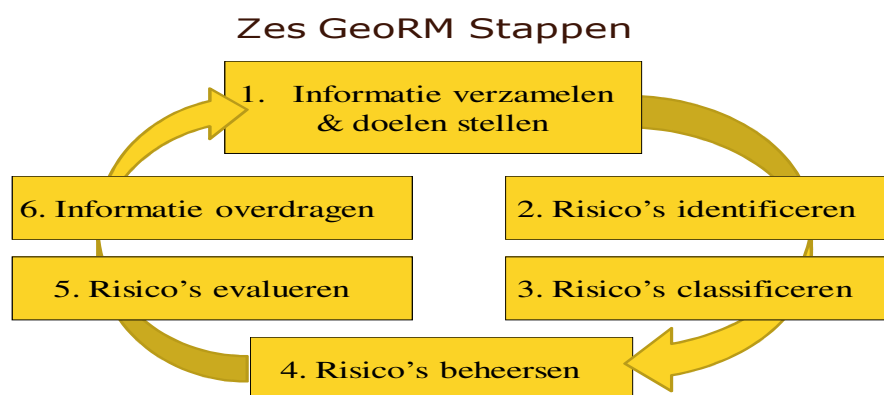 Zes GeoRM Stappen
1. Informatie verzamelen
& doelen stellen
2. Risico's identificeren
3. Risico's classificeren
4. Risico's beheersen
5. Risico's evalueren
6. Informatie overdragen